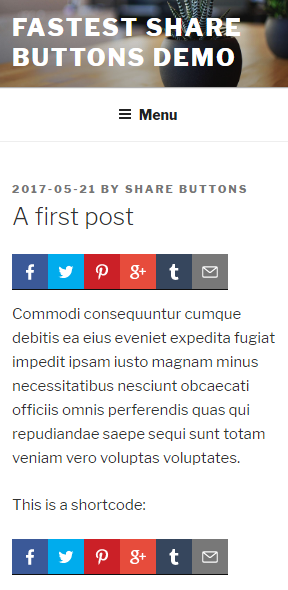 FASTEST SHARE
BUTTONS DEMO
Menu
2017-05-21 BY SHARE BUTTONS
A first post
f p g+ t
Commodi consequuntur cumque
debitis ea eius eveniet expedita fugiat
impedit ipsam iusto magnam minus
necessitatibus nesciunt obcaecati
officiis omnis perferendis quas qui
repudiandae saepe sequi sunt totam
veniam vero voluptas voluptates.
This is a shortcode:
f p g+ t